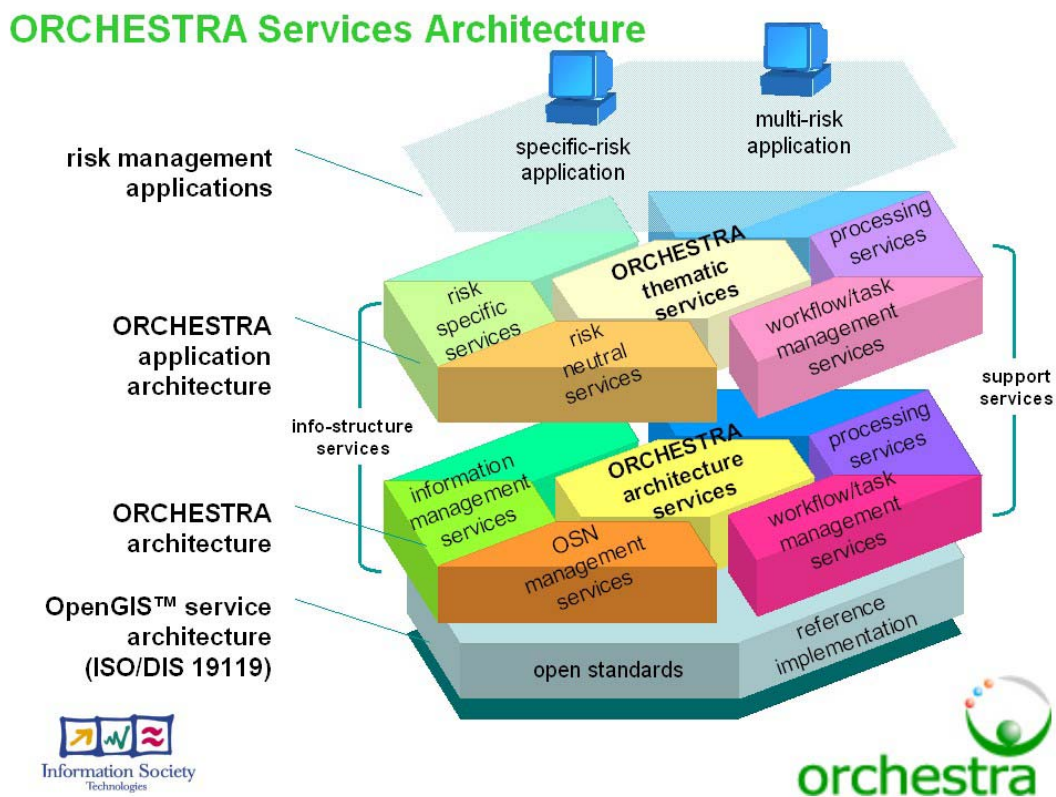 ORCHESTRA Services Architecture
specific-risk
application
multi-risk
application
risk management
applications
ORCHESTRA
thematic
services
processing
services
risk
specific
services
risk
neutral
services
workflow/task
management
services
ORCHESTRA
application
architecture
info-structure
services
support
services
ORCHESTRA
architecture
services
processing
services
information
management
services
OSN
management
services
workflow/task
management
services
ORCHESTRA
architecture
OpenGIS™ service
architecture
(ISO/DIS 19119)
open standards
reference
implementation
Information Society
Technologies
orchestra